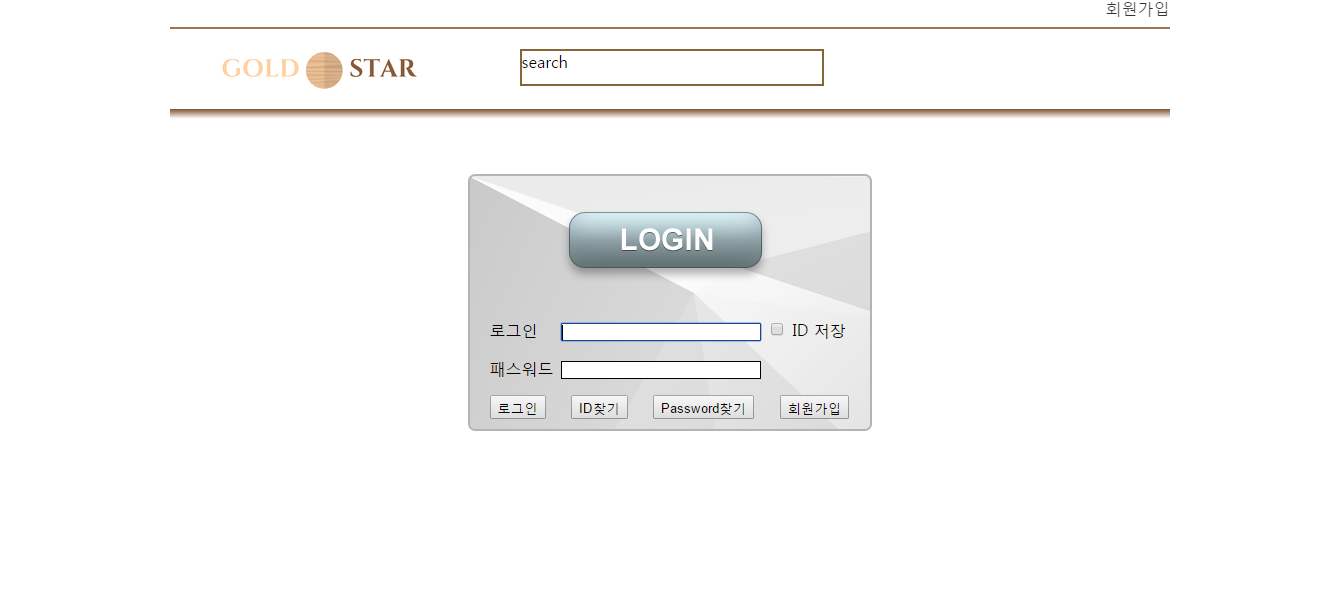 회원가입
GOLD STAR
search
LOGIN
로그인
ID 저장
패스워드
로그인 ID찾기 Password찾기 회원가입